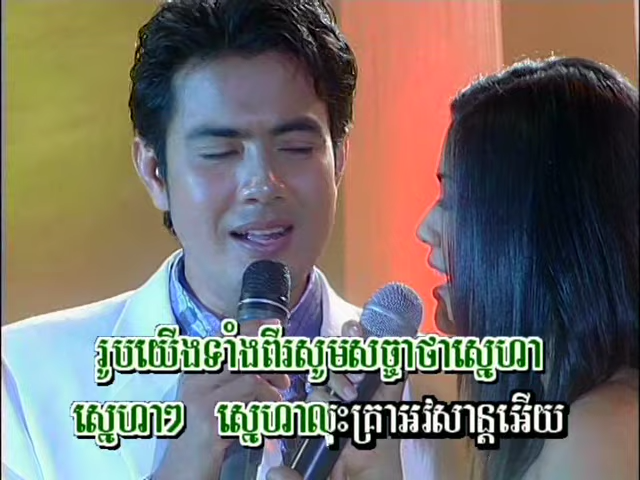 រូបយើងទាំងពីរសូមសច្ចាថាស្នេហា
ស្នេហាៗ ស្នេហាលុះគ្រាអវសាន្តអើយ